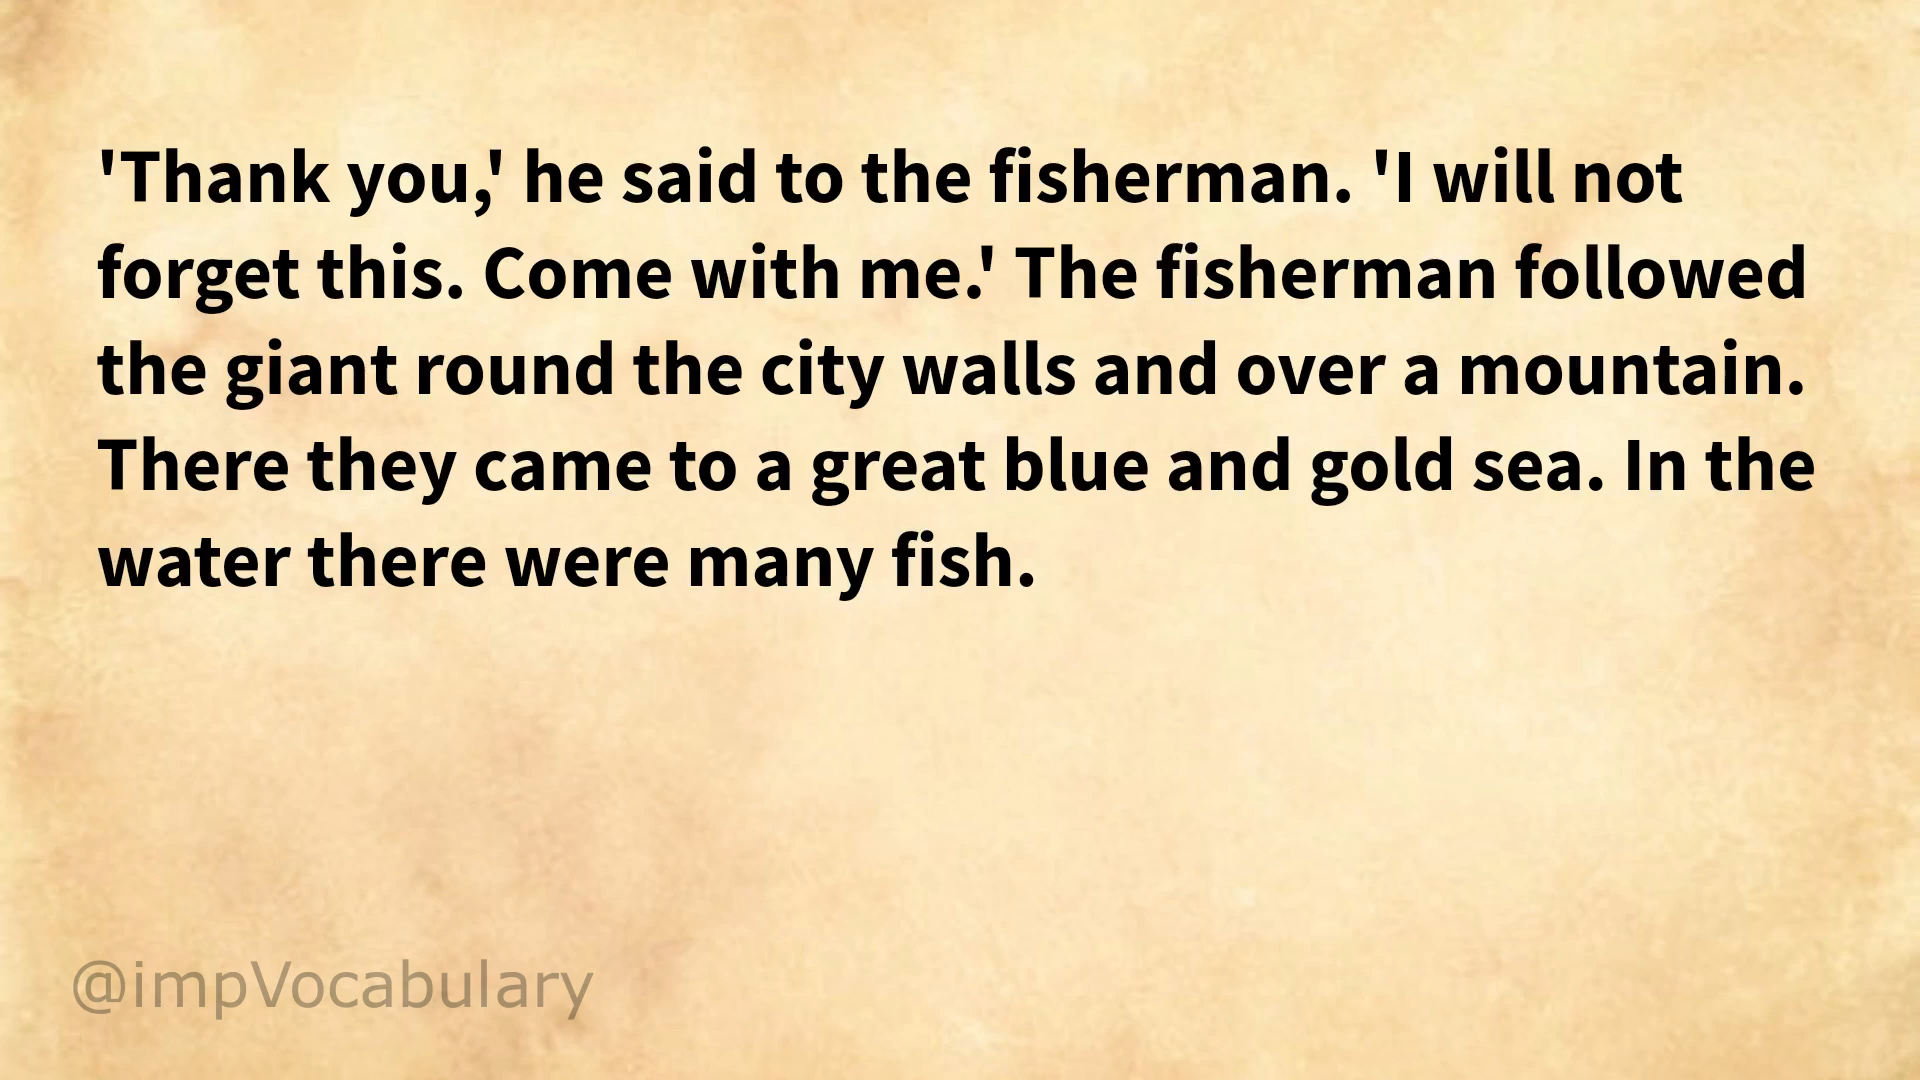 'Thank you,' he said to the fisherman. 'I will not
forget this. Come with me.' The fisherman followed
the giant round the city walls and over a mountain.
There they came to a great blue and gold sea. In the
water there were many fish.
@impVocabulary